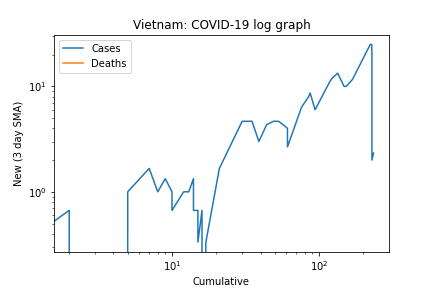 Vietnam: COVID-19 log graph
Cases
Deaths
10¹
10⁰
New (3 day SMA)
10¹ 10²
Cumulative